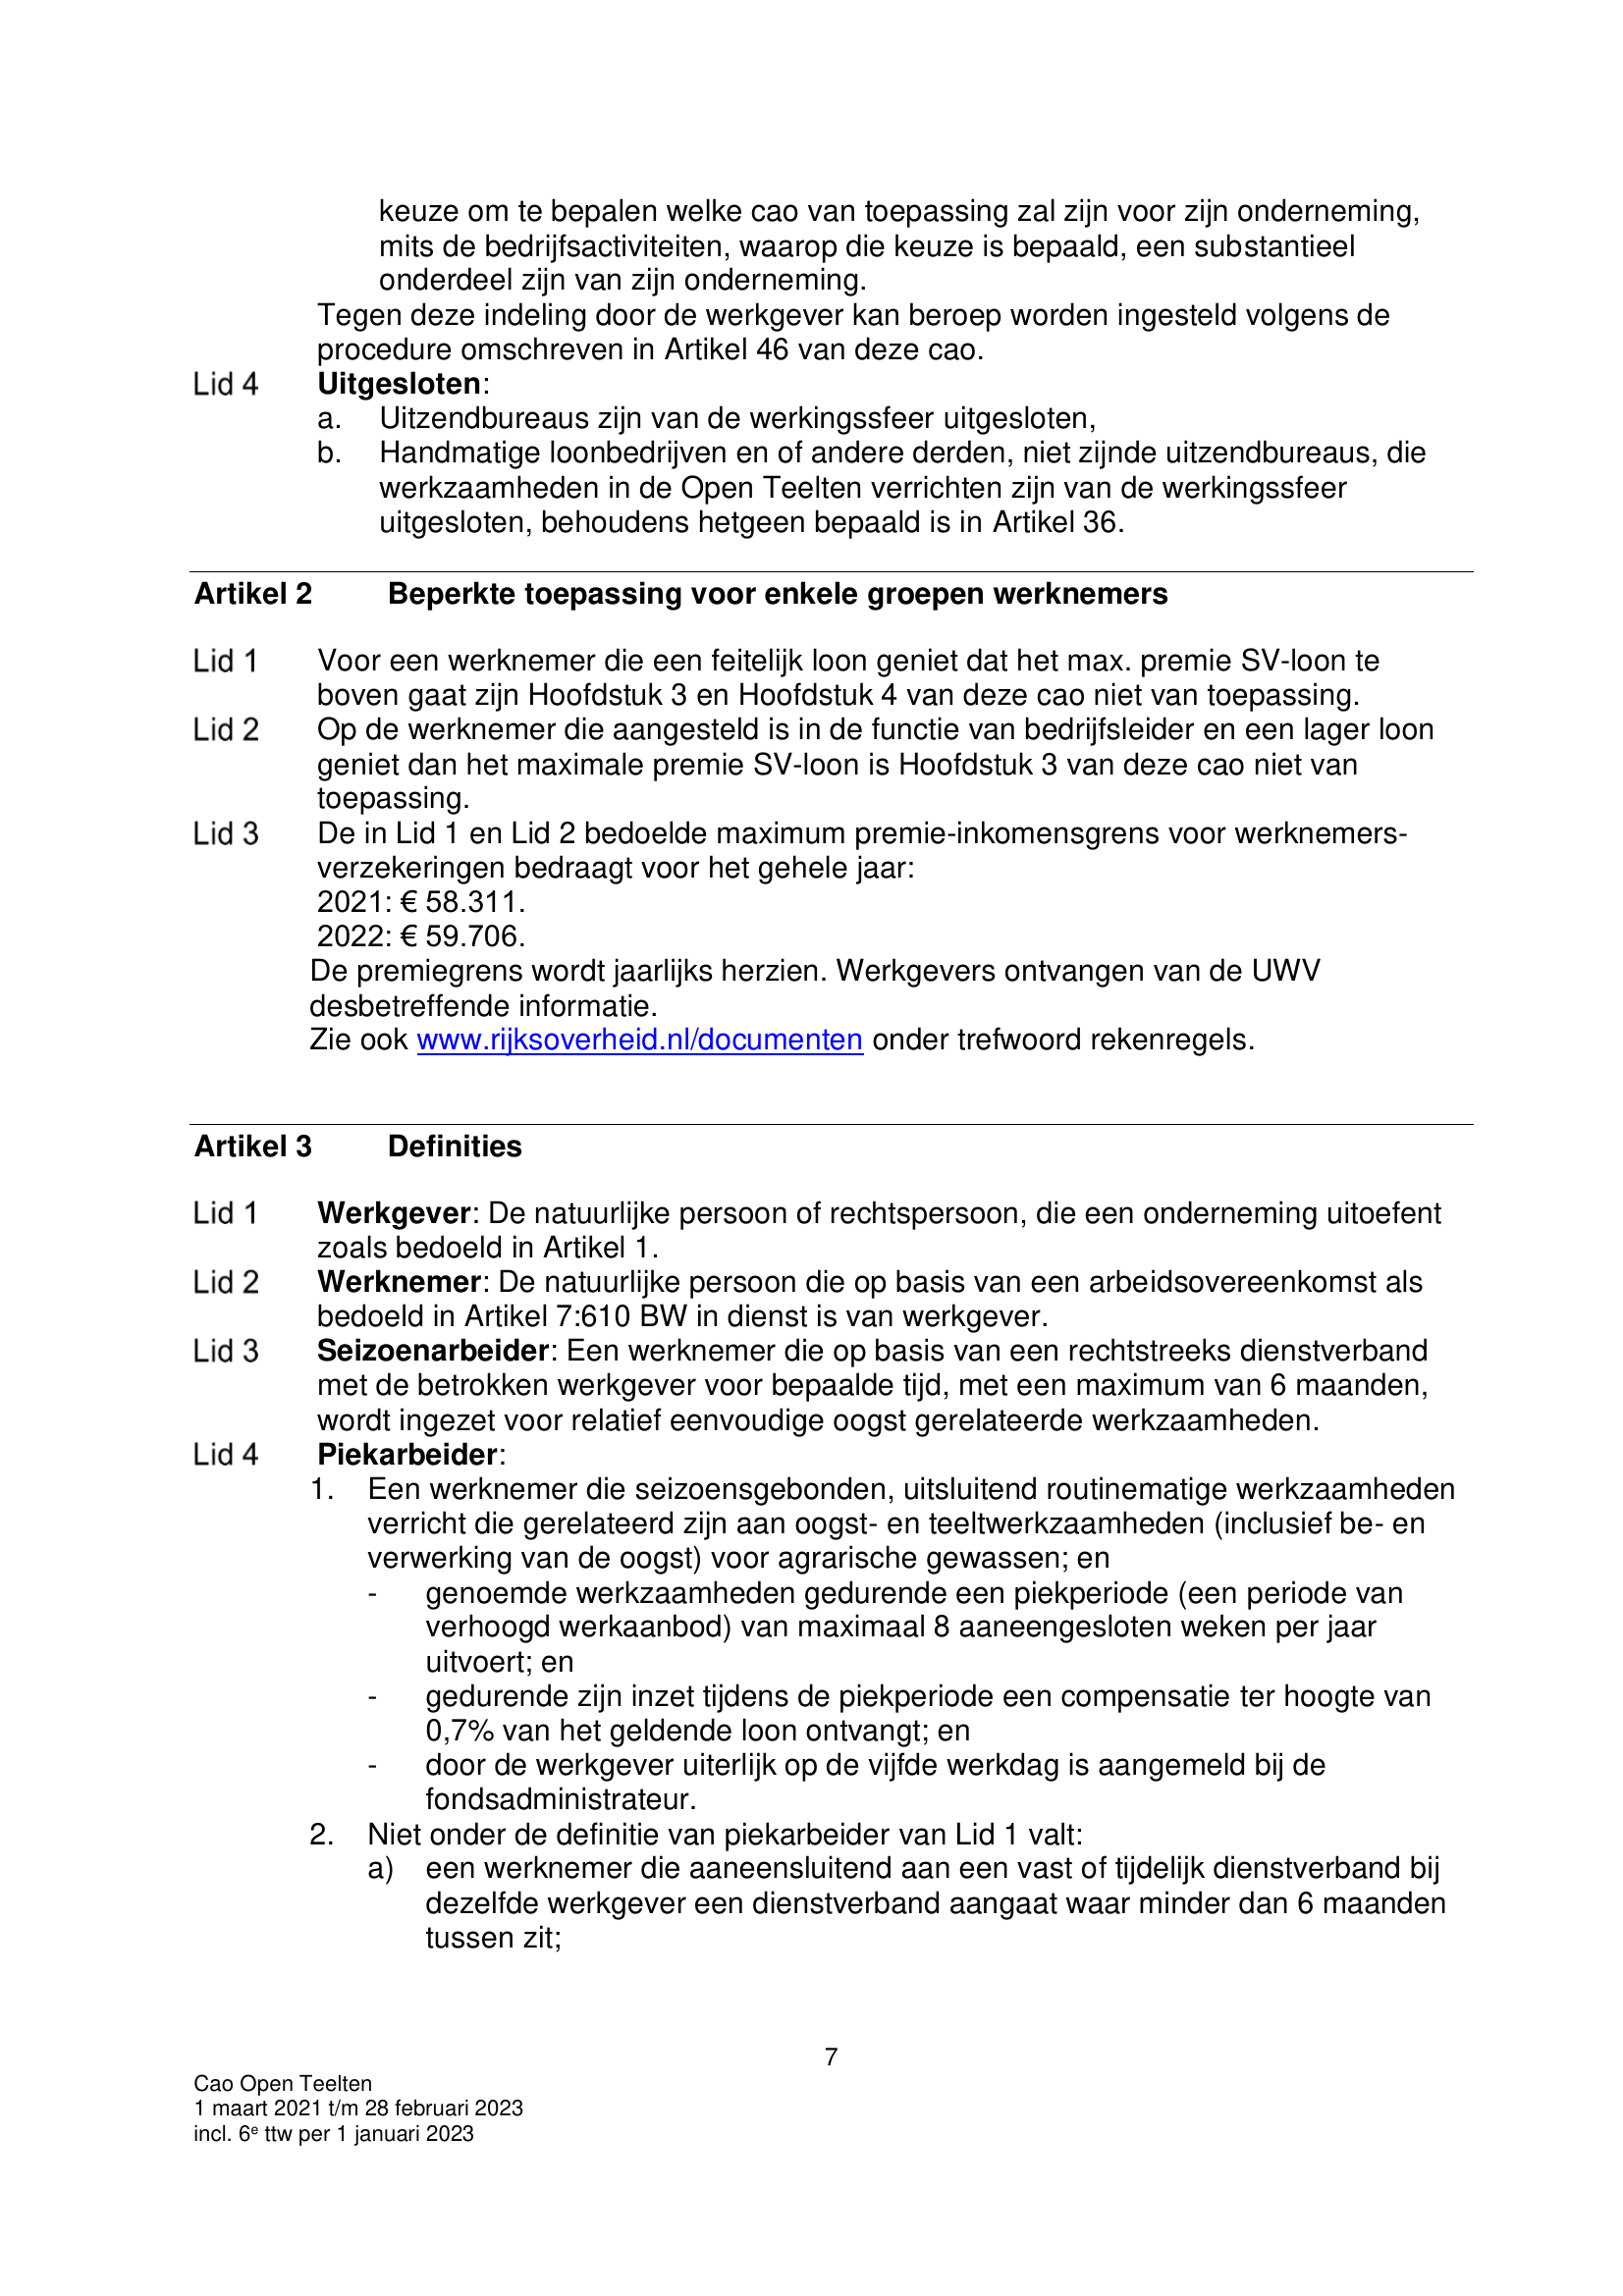 keuze om te bepalen welke cao van toepassing zal zijn voor zijn onderneming,
mits de bedrijfsactiviteiten, waarop die keuze is bepaald, een substantieel
onderdeel zijn van zijn onderneming.
Tegen deze indeling door de werkgever kan beroep worden ingesteld volgens de
procedure omschreven in Artikel 46 van deze cao.
Lid 4 Uitgesloten:
a. Uitzendbureaus zijn van de werkingssfeer uitgesloten,
b. Handmatige loonbedrijven en of andere derden, niet zijnde uitzendbureaus, die
werkzaamheden in de Open Teelten verrichten zijn van de werkingssfeer
uitgesloten, behoudens hetgeen bepaald is in Artikel 36.
Artikel 2 Beperkte toepassing voor enkele groepen werknemers
Lid 1 Voor een werknemer die een feitelijk loon geniet dat het max. premie SV-loon te
boven gaat zijn Hoofdstuk 3 en Hoofdstuk 4 van deze cao niet van toepassing.
Lid 2 Op de werknemer die aangesteld is in de functie van bedrijfsleider en een lager loon
geniet dan het maximale premie SV-loon is Hoofdstuk 3 van deze cao niet van
toepassing.
Lid 3 De in Lid 1 en Lid 2 bedoelde maximum premie-inkomensgrens voor werknemers-
verzekeringen bedraagt voor het gehele jaar:
2021: € 58.311.
2022: € 59.706.
De premiegrens wordt jaarlijks herzien. Werkgevers ontvangen van de UWV
desbetreffende informatie.
Zie ook www.rijksoverheid.nl/documenten onder trefwoord rekenregels.
Artikel 3 Definities
Lid 1 Werkgever: De natuurlijke persoon of rechtspersoon, die een onderneming uitoefent
zoals bedoeld in Artikel 1.
Lid 2 Werknemer: De natuurlijke persoon die op basis van een arbeidsovereenkomst als
bedoeld in Artikel 7:610 BW in dienst is van werkgever.
Lid 3 Seizoenarbeider: Een werknemer die op basis van een rechtstreeks dienstverband
met de betrokken werkgever voor bepaalde tijd, met een maximum van 6 maanden,
wordt ingezet voor relatief eenvoudige oogst gerelateerde werkzaamheden.
Lid 4 Piekarbeider:
1. Een werknemer die seizoensgebonden, uitsluitend routinematige werkzaamheden
verricht die gerelateerd zijn aan oogst- en teeltwerkzaamheden (inclusief be- en
verwerking van de oogst) voor agrarische gewassen; en
- genoemde werkzaamheden gedurende een piekperiode (een periode van
verhoogd werkaanbod) van maximaal 8 aaneengesloten weken per jaar
uitvoert; en
- gedurende zijn inzet tijdens de piekperiode een compensatie ter hoogte van
0,7% van het geldende loon ontvangt; en
- door de werkgever uiterlijk op de vijfde werkdag is aangemeld bij de
fondsadministrateur.
2. Niet onder de definitie van piekarbeider van Lid 1 valt:
a) een werknemer die aaneensluitend aan een vast of tijdelijk dienstverband bij
dezelfde werkgever een dienstverband aangaat waar minder dan 6 maanden
tussen zit;
7
Cao Open Teelten
1 maart 2021 t/m 28 februari 2023
incl. 6e ttw per 1 januari 2023